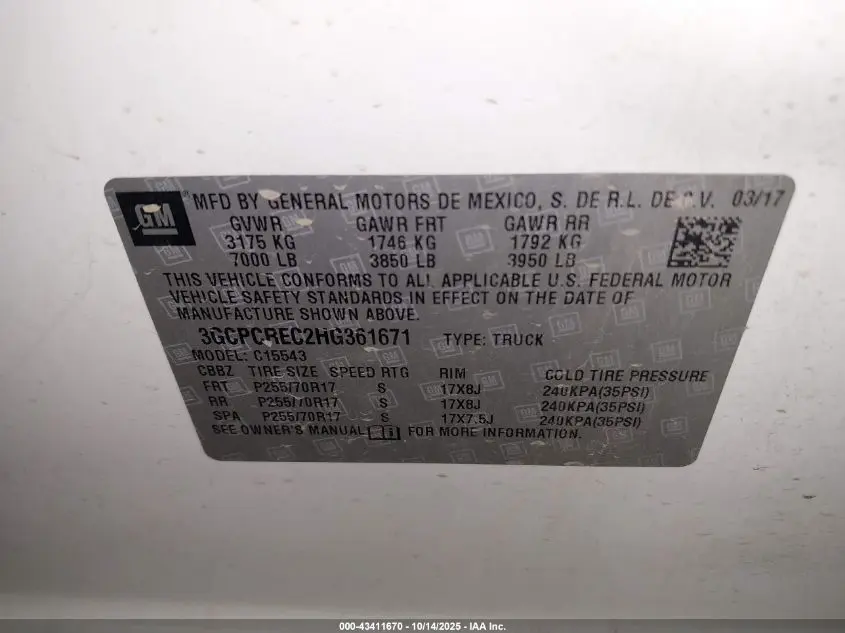 GM® MFD BY GENERAL MOTORS DE MEXICO, S. DE R.L. DE C.V. 03/17
GVWR GAWR FRT GAWR RR
3175 KG 1746 KG 1792 KG
7000 LB 3850 LB 3950 LB
THIS VEHICLE CONFORMS TO ALL APPLICABLE U.S. FEDERAL MOTOR
VEHICLE SAFETY STANDARDS IN EFFECT ON THE DATE OF
MANUFACTURE SHOWN ABOVE.
3GCPCREC2HG361671 TYPE: TRUCK
MODEL: C15543
CBBZ TIRE SIZE SPEED RTG RIM COLD TIRE PRESSURE
FRT P255/70R17 S 17X8J 240KPA(35PSI)
RR P255/70R17 S 17X8J 240KPA(35PSI)
SPA P255/70R17 S 17X7.5J 240KPA(35PSI)
SEE OWNER'S MANUAL FOR MORE INFORMATION.
000-43411670 - 10/14/2025 - IAA Inc.